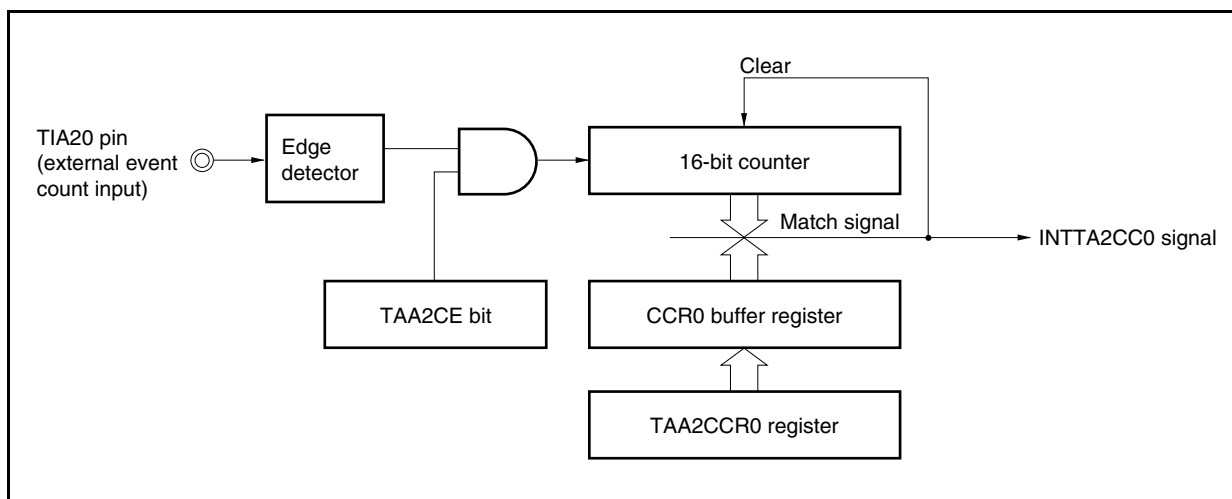 Clear
TIA20 pin
(external event
count input)
Edge
detector
16-bit counter
Match signal
INTTA2CC0 signal
TAA2CE bit
CCR0 buffer register
TAA2CCR0 register